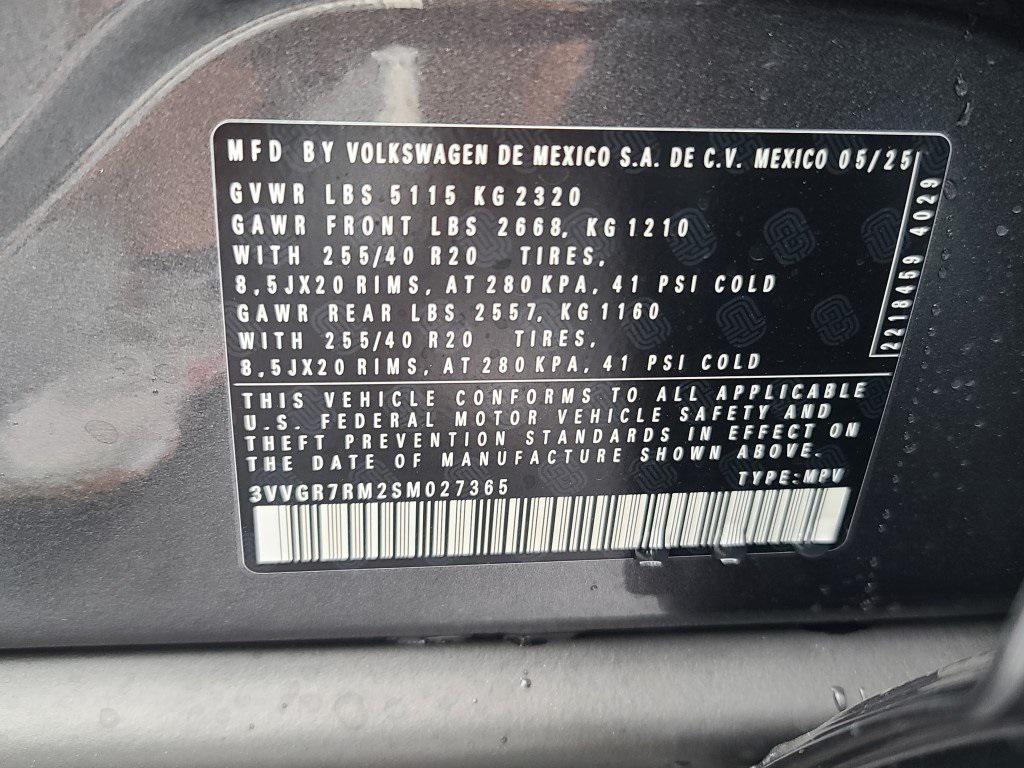 MFD BY VOLKSWAGEN DE MEXICO S.A. DE C.V. MEXICO 05/25
GVWR LBS 5115 KG 2320
GAWR FRONT LBS 2668, KG 1210
WITH 255/40 R20 TIRES,
8,5JX20 RIMS, AT 280 KPA, 41 PSI COLD
GAWR REAR LBS 2557, KG 1160
WITH 255/40 R20 TIRES,
8,5JX20 RIMS, AT 280 KPA, 41 PSI COLD
2218459 4029
THIS VEHICLE CONFORMS TO ALL APPLICABLE
U.S. FEDERAL MOTOR VEHICLE SAFETY AND
THEFT PREVENTION STANDARDS IN EFFECT ON
THE DATE OF MANUFACTURE SHOWN ABOVE.
3VVGR7RM2SM027365 TYPE:MPV